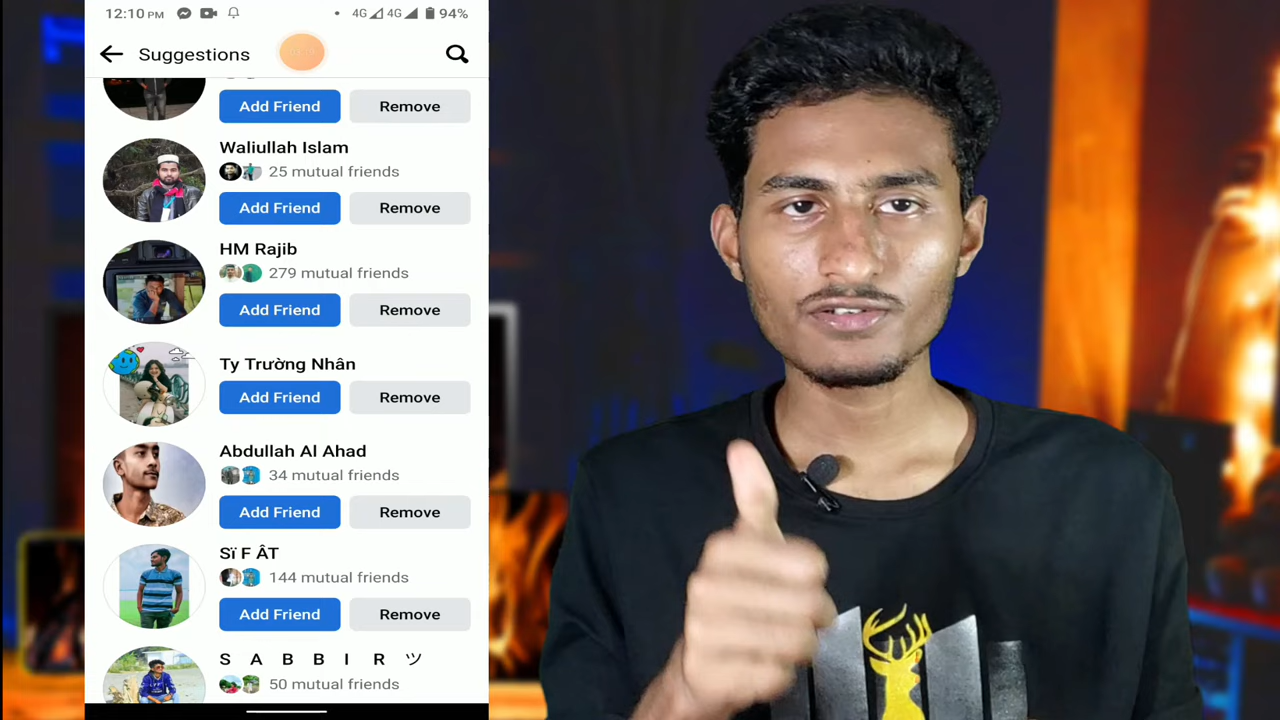 12:10 PM 4G 4G 94%
Suggestions
Add Friend Remove
Waliullah Islam
25 mutual friends
Add Friend Remove
HM Rajib
279 mutual friends
Add Friend Remove
Ty Trường Nhân
Add Friend Remove
Abdullah Al Ahad
34 mutual friends
Add Friend Remove
Sï F ÂT
144 mutual friends
Add Friend Remove
S A B B I R ツ
50 mutual friends